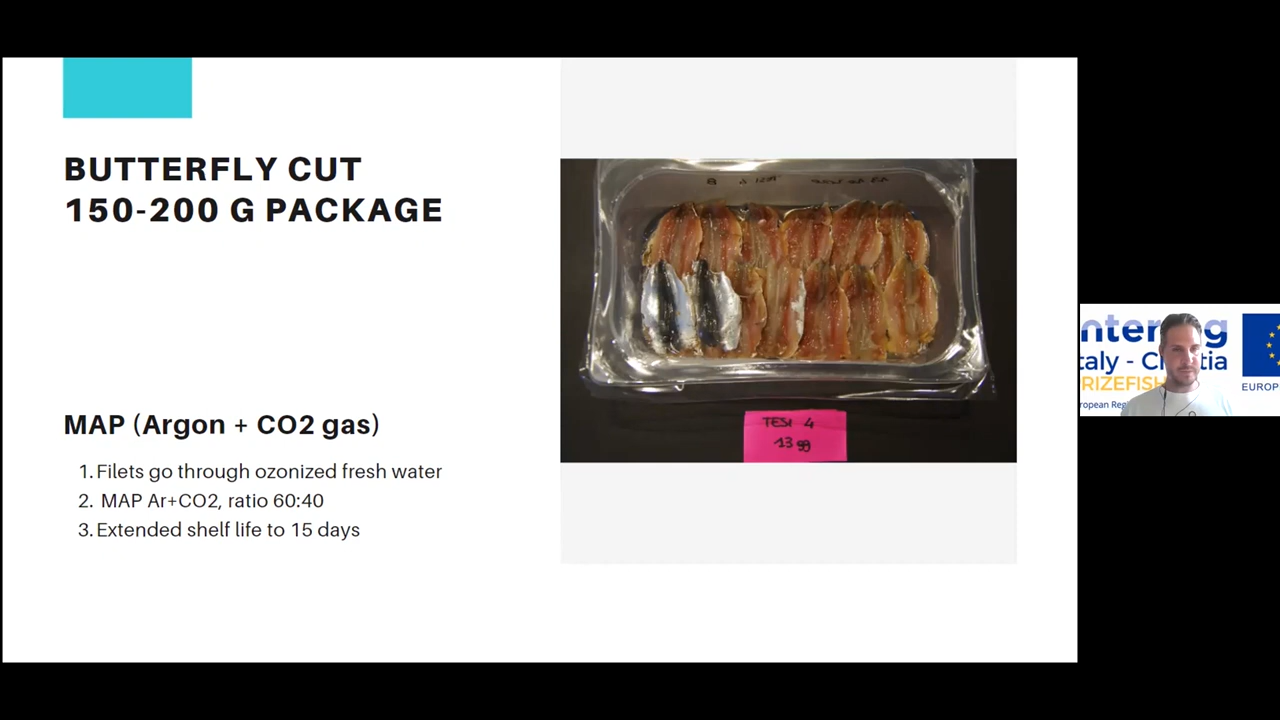 BUTTERFLY CUT
150-200 G PACKAGE
MAP (Argon + CO2 gas)
1. Filets go through ozonized fresh water
2. MAP Ar+CO2, ratio 60:40
3. Extended shelf life to 15 days
TESI 4
13 gg
nterreg
taly - Croatia
RIZEFISH
EUROP
ropean Regi